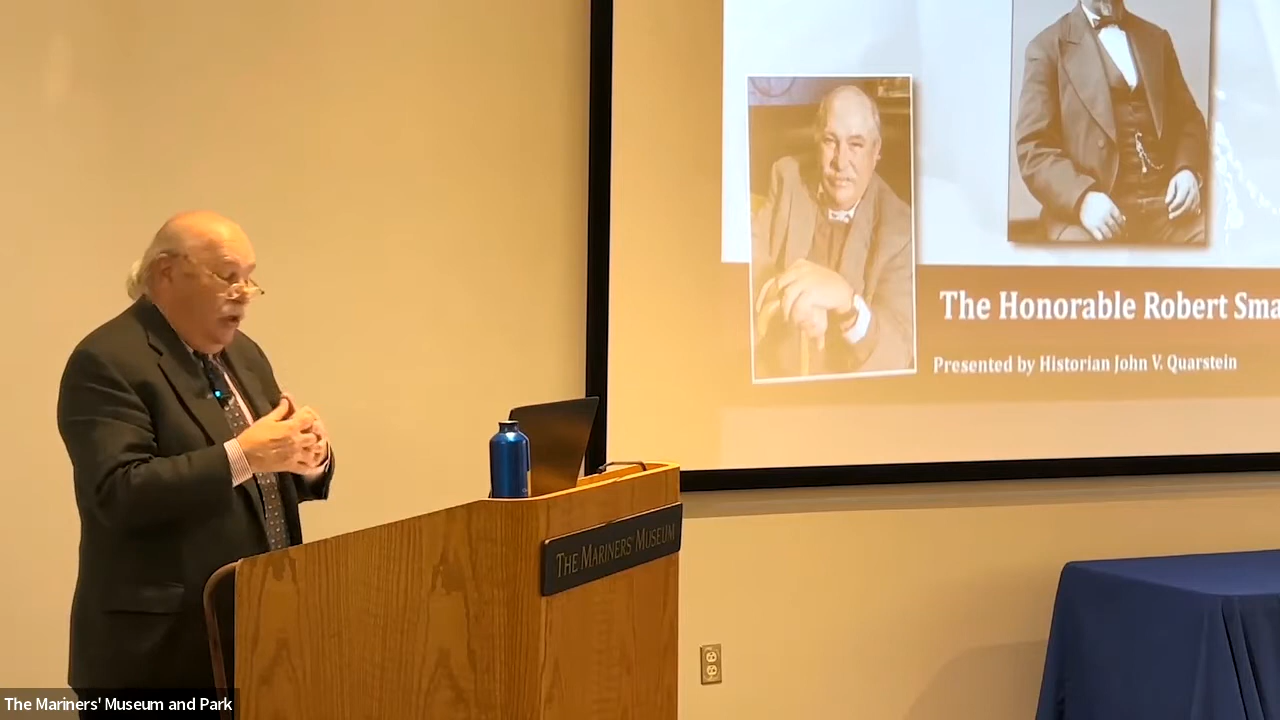 The Honorable Robert Sma
Presented by Historian John V. Quarstein
THE MARINERS' MUSEUM
The Mariners' Museum and Park